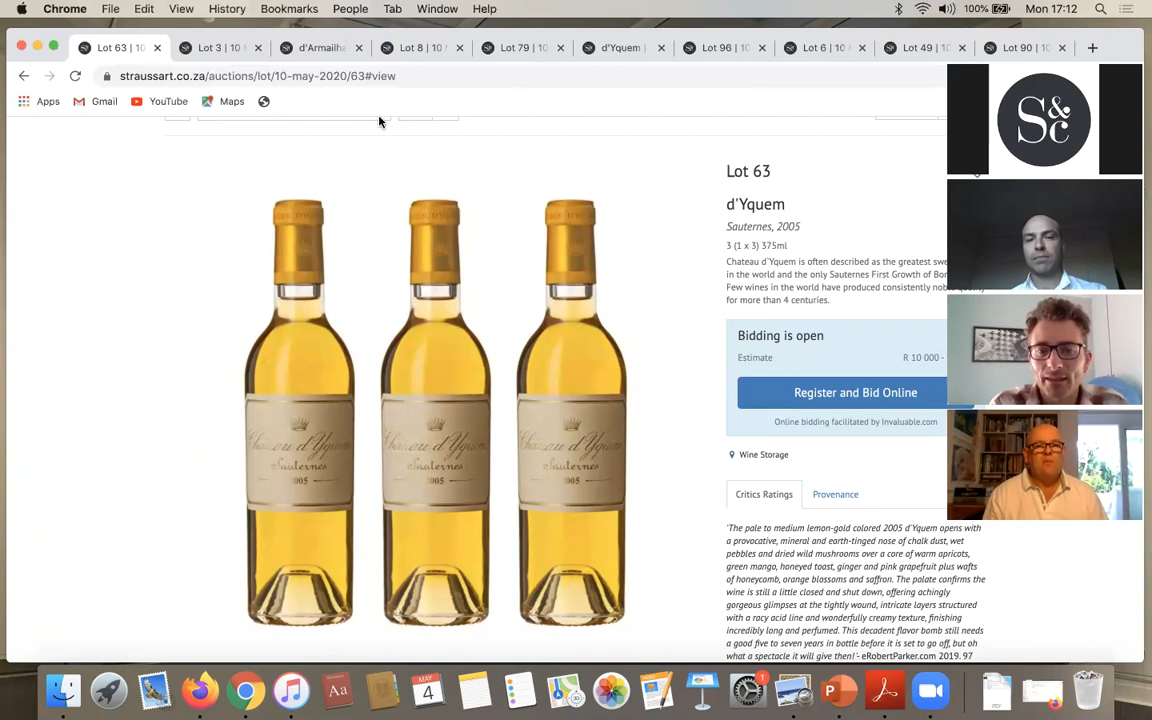 Chrome File Edit View History Bookmarks People Tab Window Help 100% Mon 17:12
Lot 63 | 10 Lot 3 | 10 d'Armailha Lot 8 | 10 Lot 79 | 10 d'Yquem | Lot 96 | 10 Lot 6 | 10 Lot 49 | 10 Lot 90 | 10
straussart.co.za/auctions/lot/10-may-2020/63#view
Apps Gmail YouTube Maps
S&c
Lot 63
d'Yquem
Sauternes, 2005
3 (1 x 3) 375ml
Chateau d'Yquem is often described as the greatest
in the world and the only Sauternes First Growth of
Few wines in the world have produced consistently
for more than 4 centuries.
Bidding is open
Estimate R 10 000 -
Register and Bid Online
Online bidding facilitated by Invaluable.com
Wine Storage
Critics Ratings Provenance
'The pale to medium lemon-gold colored 2005 d'Yquem opens with
a provocative, mineral and earth-tinged nose of chalk dust, wet
pebbles and dried wild mushrooms over a core of warm apricots,
green mango, honeyed toast, ginger and pink grapefruit plus wafts
of honeycomb, orange blossoms and saffron. The palate confirms the
wine is still a little closed and shut down, offering achingly
gorgeous glimpses at the tightly wound, intricate layers structured
with a racy acid line and wonderfully creamy texture, finishing
incredibly long and perfumed. This decadent flavor bomb still needs
a good five to seven years in bottle before it is set to go off, but oh
what a spectacle it will give then!'- eRobertParker.com 2019. 97
Chateau d'Yquem Chateau d'Yquem Chateau d'Yquem
Sauternes Sauternes Sauternes
2005 2005 2005
MAY
4
Aa
1
PDF